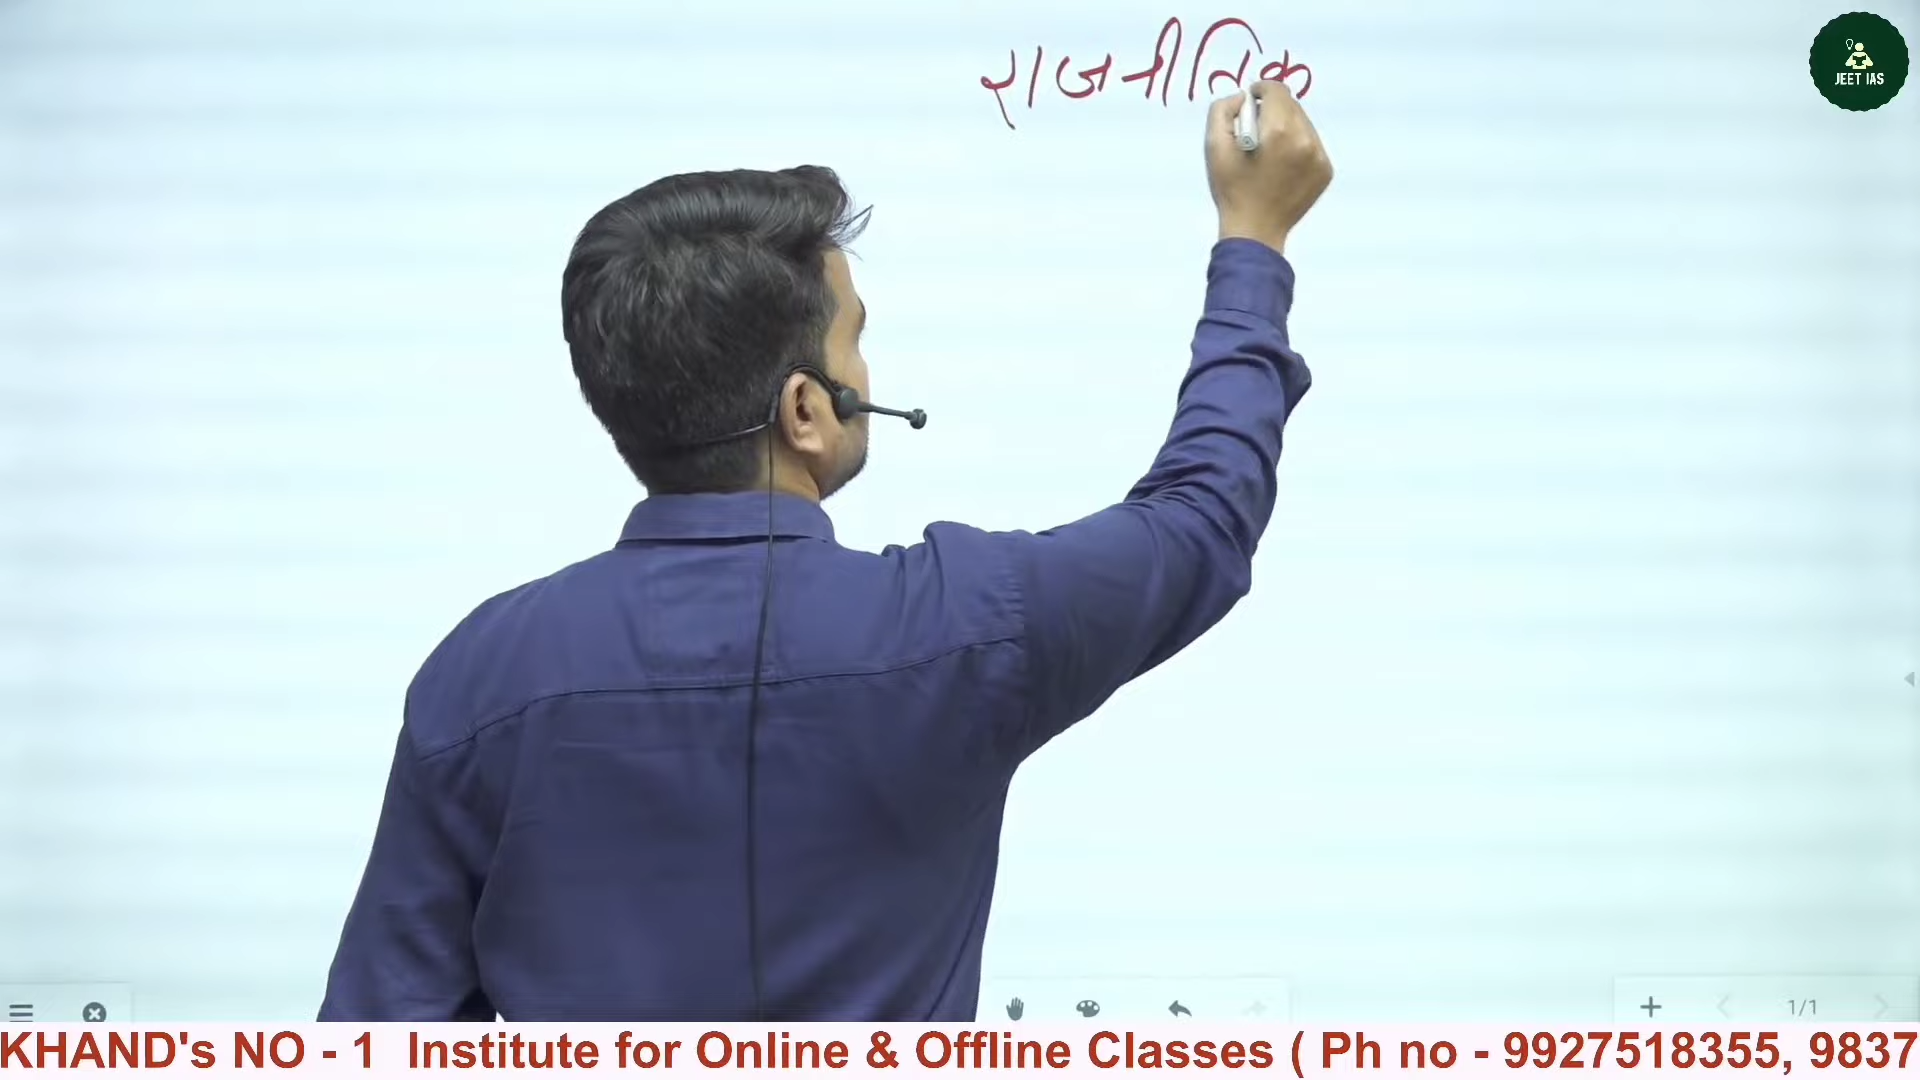 राजनीतिक
JEET IAS
1/1
KHAND's NO - 1 Institute for Online & Offline Classes ( Ph no - 9927518355, 9837